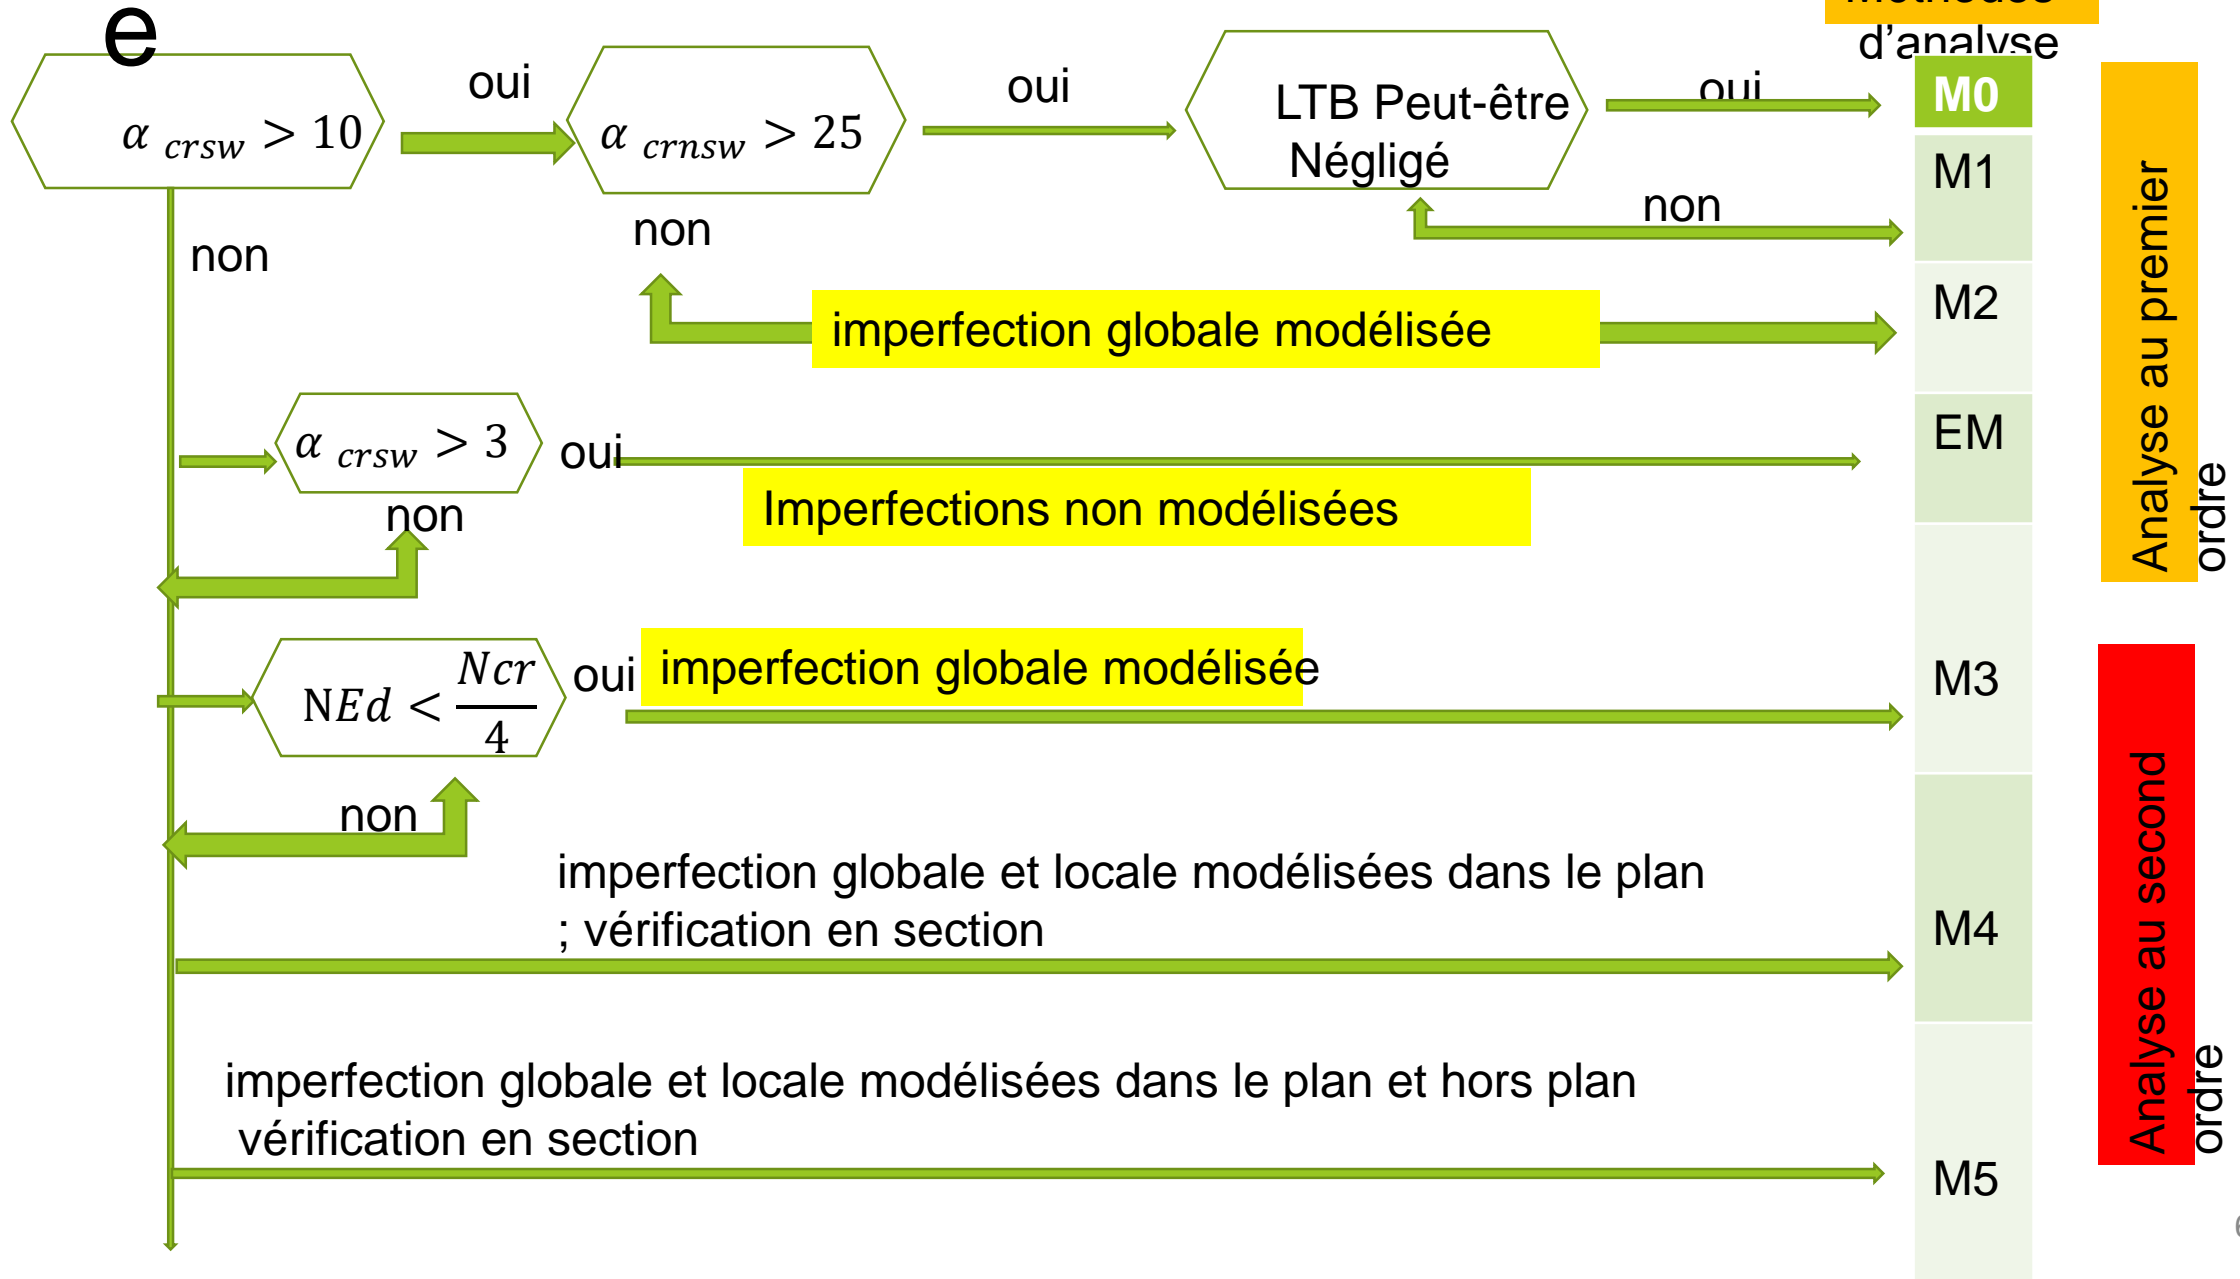 e
d'analyse
oui
oui
oui
α crsw > 10
α crnsw > 25
LTB Peut-être
Négligé
M0
M1
non
non
non
imperfection globale modélisée
M2
α crsw > 3
oui
EM
non
Imperfections non modélisées
Analyse au premier
ordre
NEd < Ncr/4
oui
imperfection globale modélisée
M3
non
imperfection globale et locale modélisées dans le plan
; vérification en section
M4
imperfection globale et locale modélisées dans le plan et hors plan
vérification en section
M5
Analyse au second
ordre